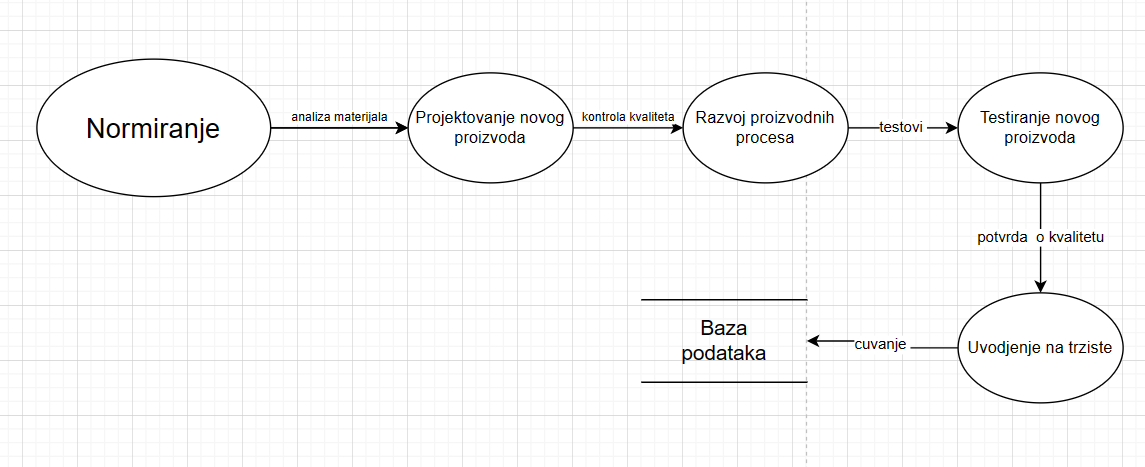 Normiranje
analiza materijala
Projektovanje novog
proizvoda
kontrola kvaliteta
Razvoj proizvodnih
procesa
testovi
Testiranje novog
proizvoda
potvrda o kvalitetu
Uvodjenje na trziste
cuvanje
Baza
podataka